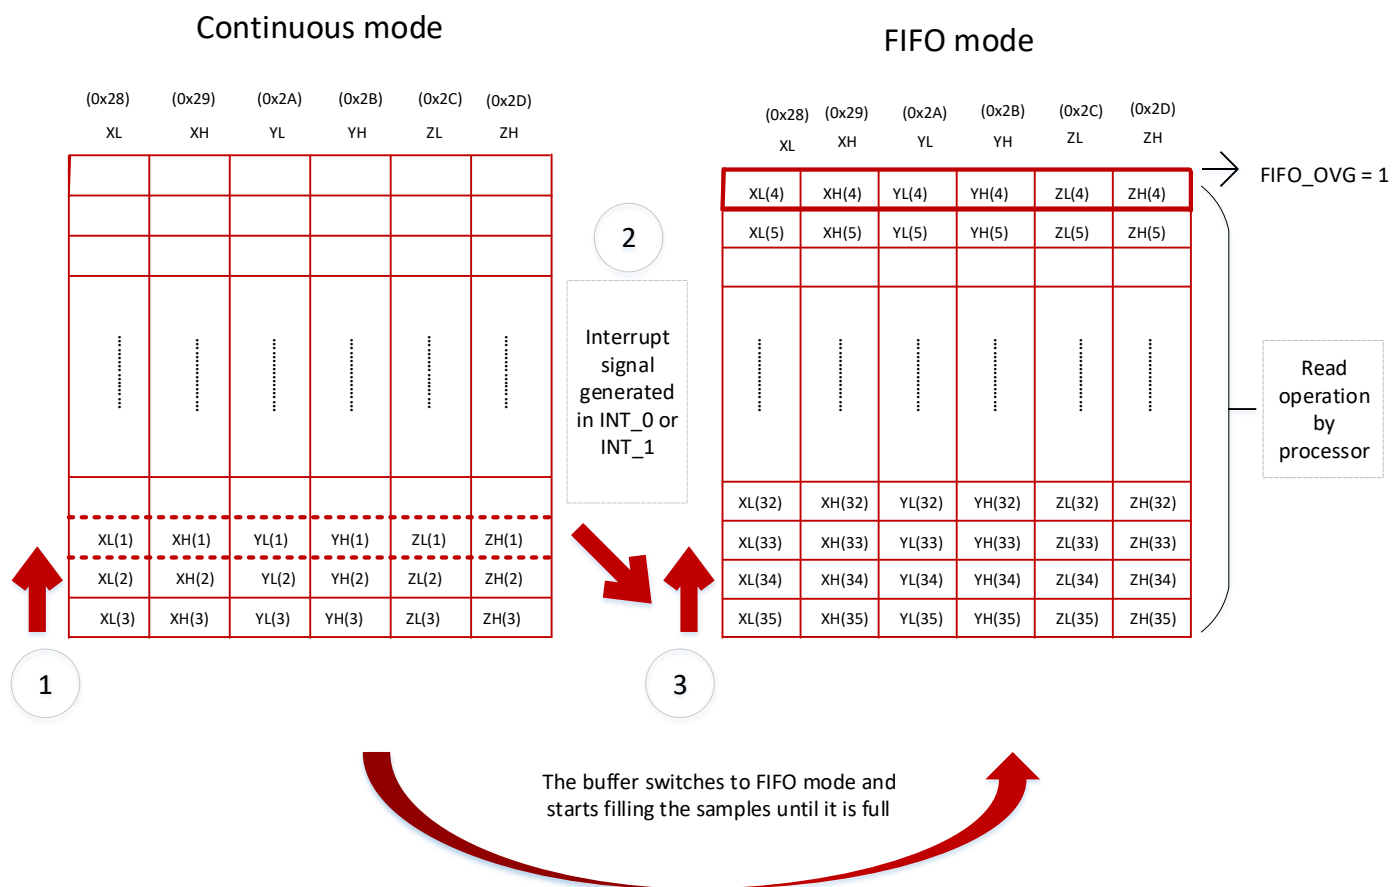 Continuous mode
(0x28) (0x29) (0x2A) (0x2B) (0x2C) (0x2D)
XL XH YL YH ZL ZH
XL(1) XH(1) YL(1) YH(1) ZL(1) ZH(1)
XL(2) XH(2) YL(2) YH(2) ZL(2) ZH(2)
XL(3) XH(3) YL(3) YH(3) ZL(3) ZH(3)
1
2
Interrupt
signal
generated
in INT_0 or
INT_1
FIFO mode
(0x28) (0x29) (0x2A) (0x2B) (0x2C) (0x2D)
XL XH YL YH ZL ZH
XL(4) XH(4) YL(4) YH(4) ZL(4) ZH(4)
XL(5) XH(5) YL(5) YH(5) ZL(5) ZH(5)
XL(32) XH(32) YL(32) YH(32) ZL(32) ZH(32)
XL(33) XH(33) YL(33) YH(33) ZL(33) ZH(33)
XL(34) XH(34) YL(34) YH(34) ZL(34) ZH(34)
XL(35) XH(35) YL(35) YH(35) ZL(35) ZH(35)
3
FIFO_OVG = 1
Read
operation
by
processor
The buffer switches to FIFO mode and
starts filling the samples until it is full